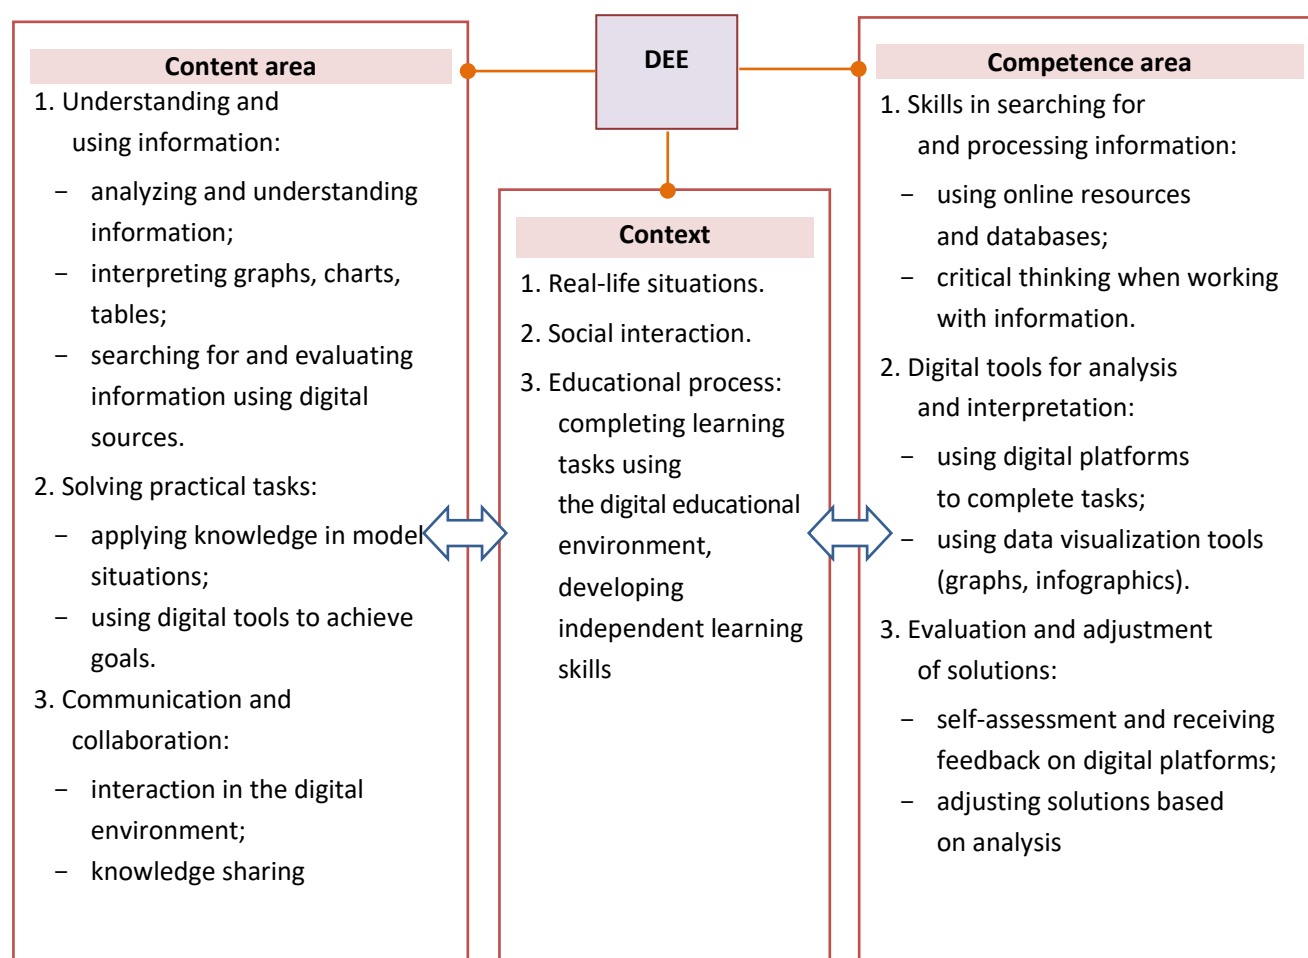 DEE
Content area
1. Understanding and
using information:
− analyzing and understanding
information;
− interpreting graphs, charts,
tables;
− searching for and evaluating
information using digital
sources.
2. Solving practical tasks:
− applying knowledge in model
situations;
− using digital tools to achieve
goals.
3. Communication and
collaboration:
− interaction in the digital
environment;
− knowledge sharing
Context
1. Real-life situations.
2. Social interaction.
3. Educational process:
completing learning
tasks using
the digital educational
environment,
developing
independent learning
skills
Competence area
1. Skills in searching for
and processing information:
− using online resources
and databases;
− critical thinking when working
with information.
2. Digital tools for analysis
and interpretation:
− using digital platforms
to complete tasks;
− using data visualization tools
(graphs, infographics).
3. Evaluation and adjustment
of solutions:
− self-assessment and receiving
feedback on digital platforms;
− adjusting solutions based
on analysis